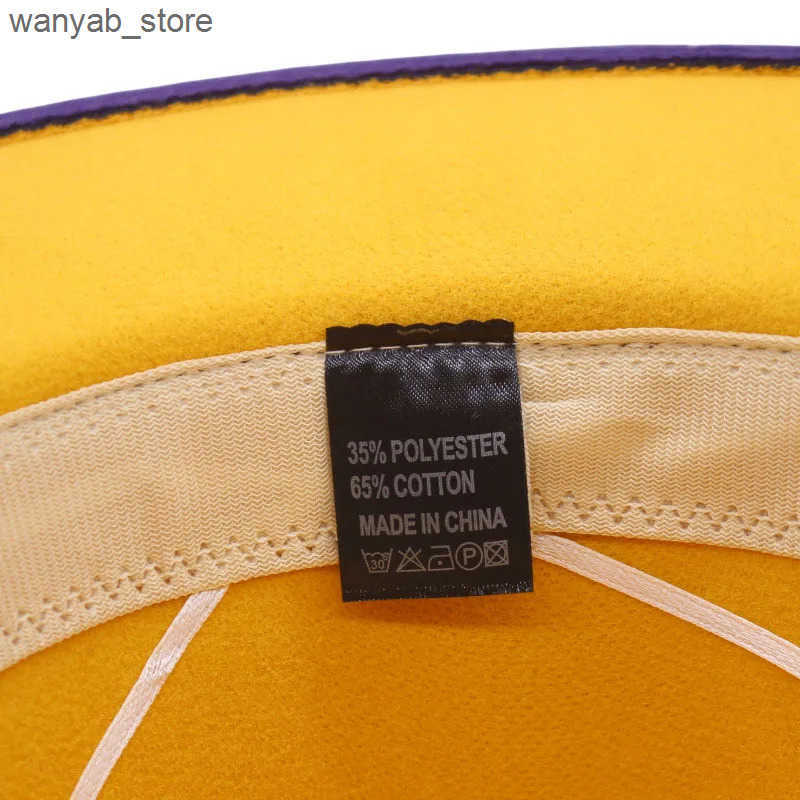 wanyab_store
35% POLYESTER
65% COTTON
MADE IN CHINA
30° P